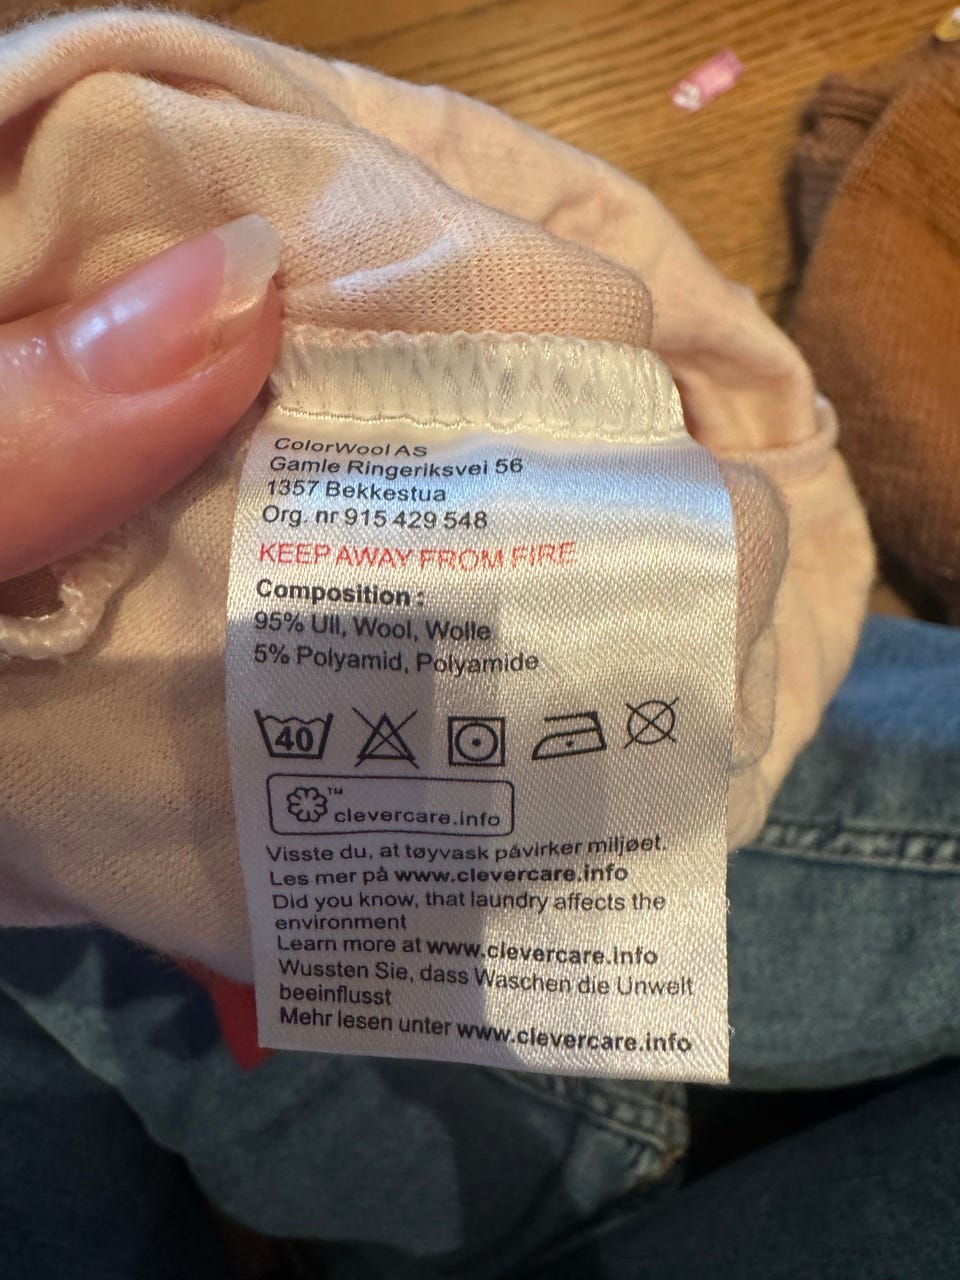 ColorWool AS
Gamle Ringeriksvei 56
1357 Bekkestua
Org. nr 915 429 548
KEEP AWAY FROM FIRE
Composition :
95% Ull, Wool, Wolle
5% Polyamid, Polyamide
40
™
clevercare.info
Visste du, at tøyvask påvirker miljøet.
Les mer på www.clevercare.info
Did you know, that laundry affects the
environment
Learn more at www.clevercare.info
Wussten Sie, dass Waschen die Unwelt
beeinflusst
Mehr lesen unter www.clevercare.info